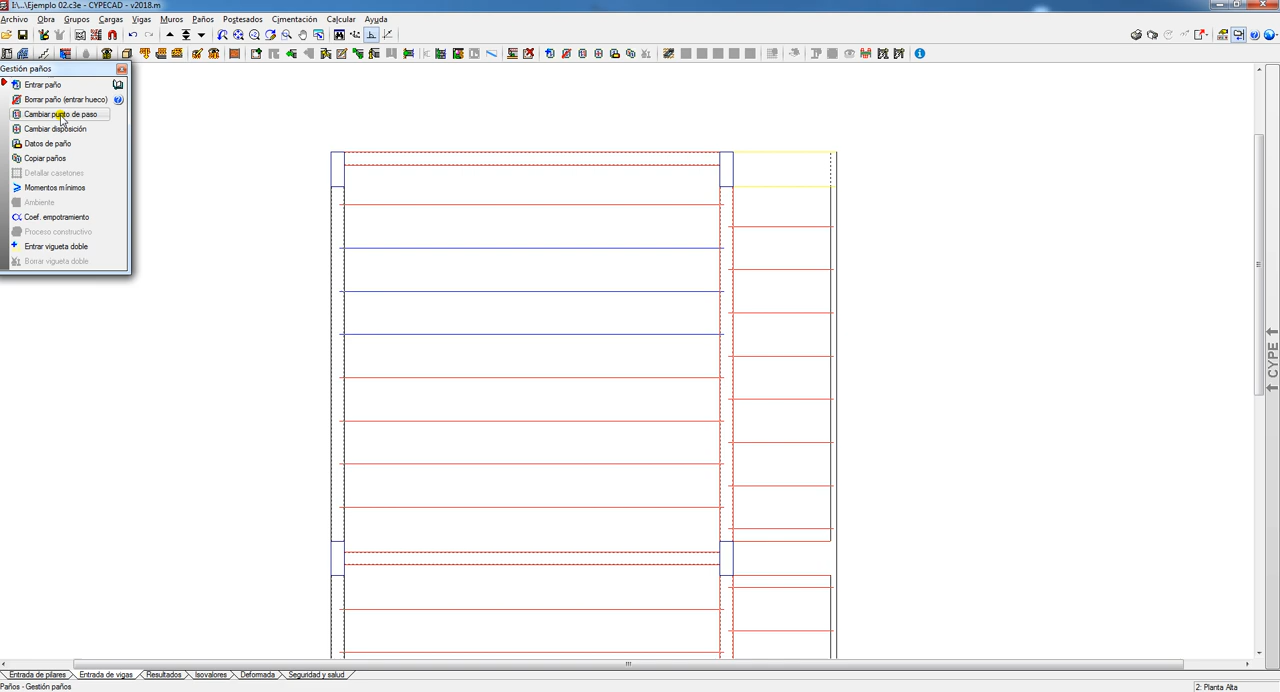 1:\...\Ejemplo 02.c3e - CYPECAD - v2018.m
Archivo Obra Grupos Cargas Vigas Muros Paños Postesados Cimentación Calcular Ayuda
Gestión paños
Entrar paño
Borrar paño (entrar hueco)
Cambiar punto de paso
Cambiar disposición
Datos de paño
Copiar paños
Detallar casetones
Momentos mínimos
Ambiente
Coef. empotramiento
Proceso constructivo
Entrar vigueta doble
Borrar vigueta doble
CYPE
Entrada de pilares Entrada de vigas Resultados Isovalores Deformada Seguridad y salud
Paños - Gestión paños 2: Planta Alta